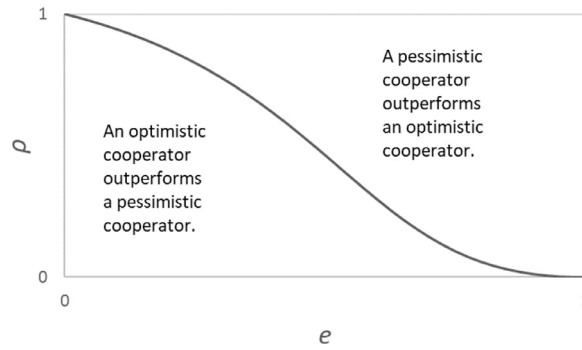 1
A pessimistic
cooperator
outperforms
an optimistic
cooperator.
An optimistic
cooperator
outperforms
a pessimistic
cooperator.
ρ
0
0
e